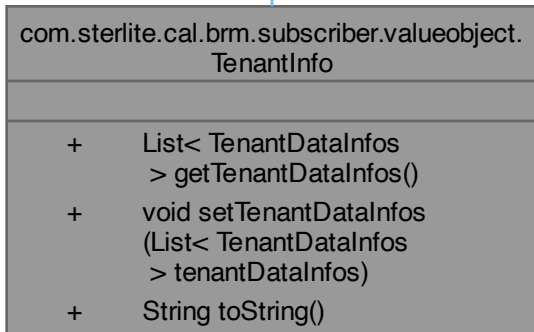 com.sterlite.cal.brm.subscriber.valueobject.
TenantInfo
+ List< TenantDataInfos
> getTenantDataInfos()
+ void setTenantDataInfos
(List< TenantDataInfos
> tenantDataInfos)
+ String toString()